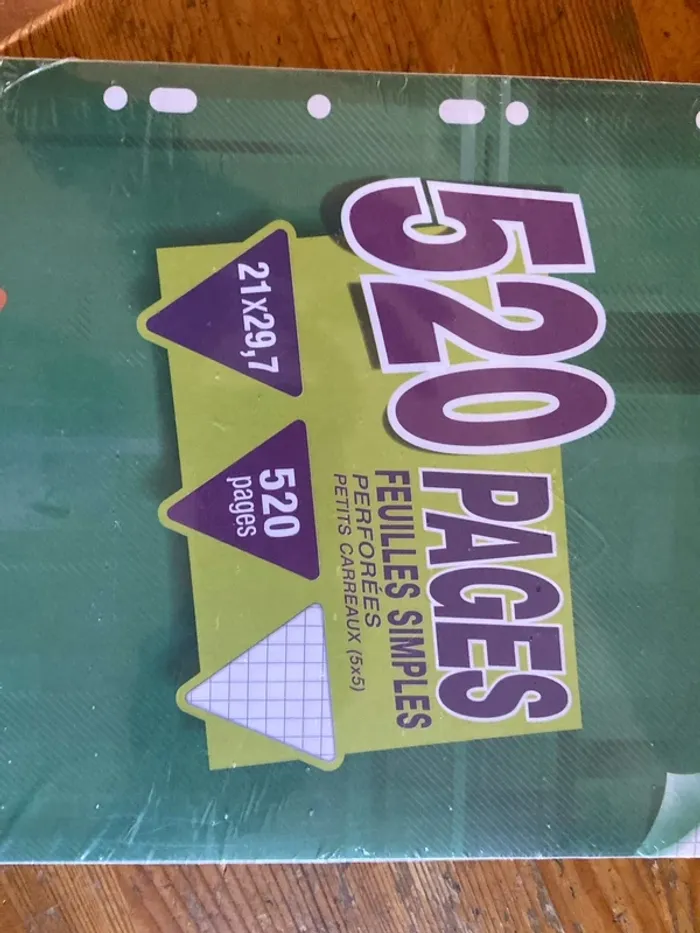 520 PAGES
FEUILLES SIMPLES
PERFORÉES
PETITS CARREAUX (5x5)
21x29,7
520
pages